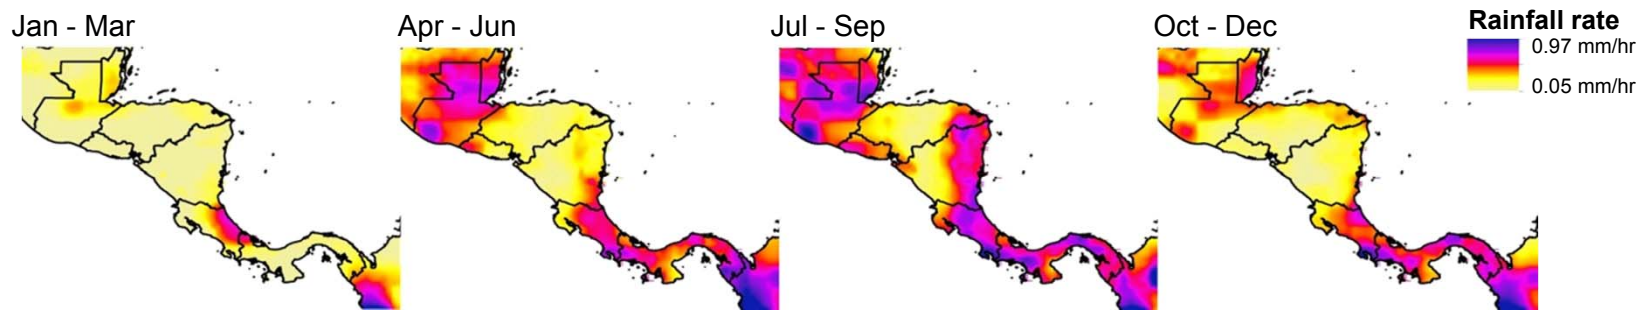 Jan - Mar
Apr - Jun
Jul - Sep
Oct - Dec
Rainfall rate
0.97 mm/hr
0.05 mm/hr